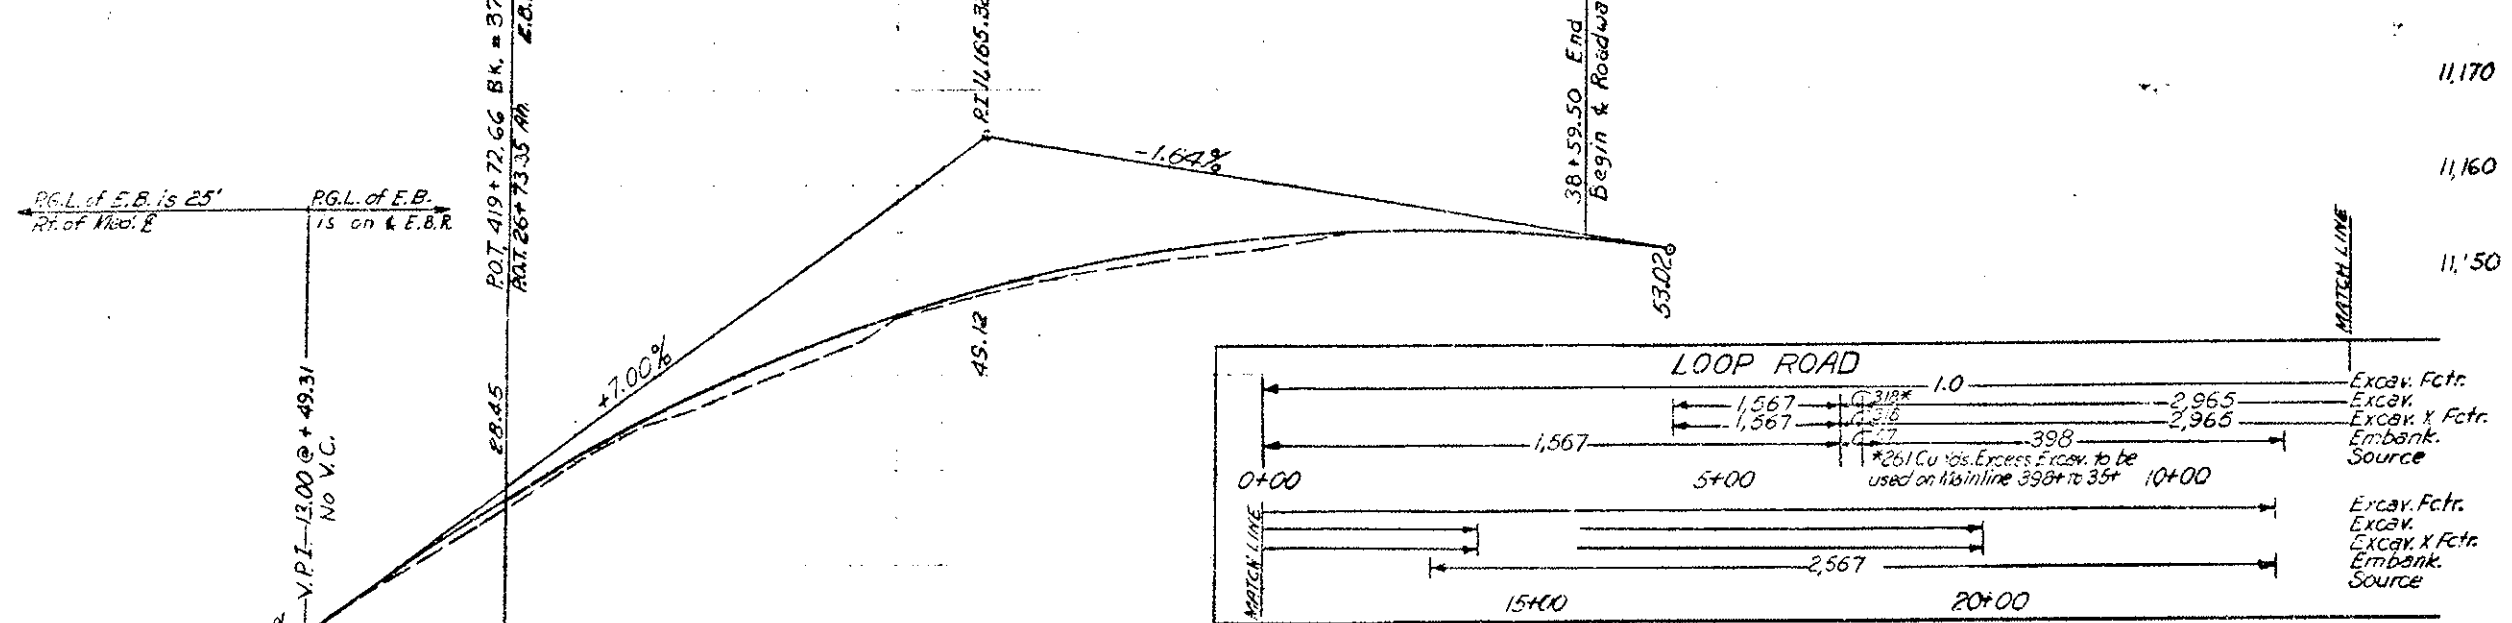 P.O.T. 419+72.66 BK. = 37
P.O.T. 26+73.35 Ah. E.B.
P.I. 11,165.3
38+59.50 End
Begin & Roadwa
11,170
11,160
11,150
-1.64%
+7.00%
P.G.L. of E.B. is 25'
Rt. of Med. ℄
P.G.L. of E.B.
is on ℄ E.B.R.
V.P.I. 13.00 @ + 49.31
No V.C.
28.45
45.12
53.02
MATCH LINE
LOOP ROAD
1.0 Excav. Fctr.
1,567 318* 2,965 Excav.
1,567 318 2,965 Excav. X Fctr.
1,567 57 398 Embank.
Source
*261 Cu Yds. Excess Excav. to be
used on Mainline 398+ to 35+
0+00 5+00 10+00
MATCH LINE
Excav. Fctr.
Excav.
Excav. X Fctr.
2,567 Embank.
Source
15+00 20+00